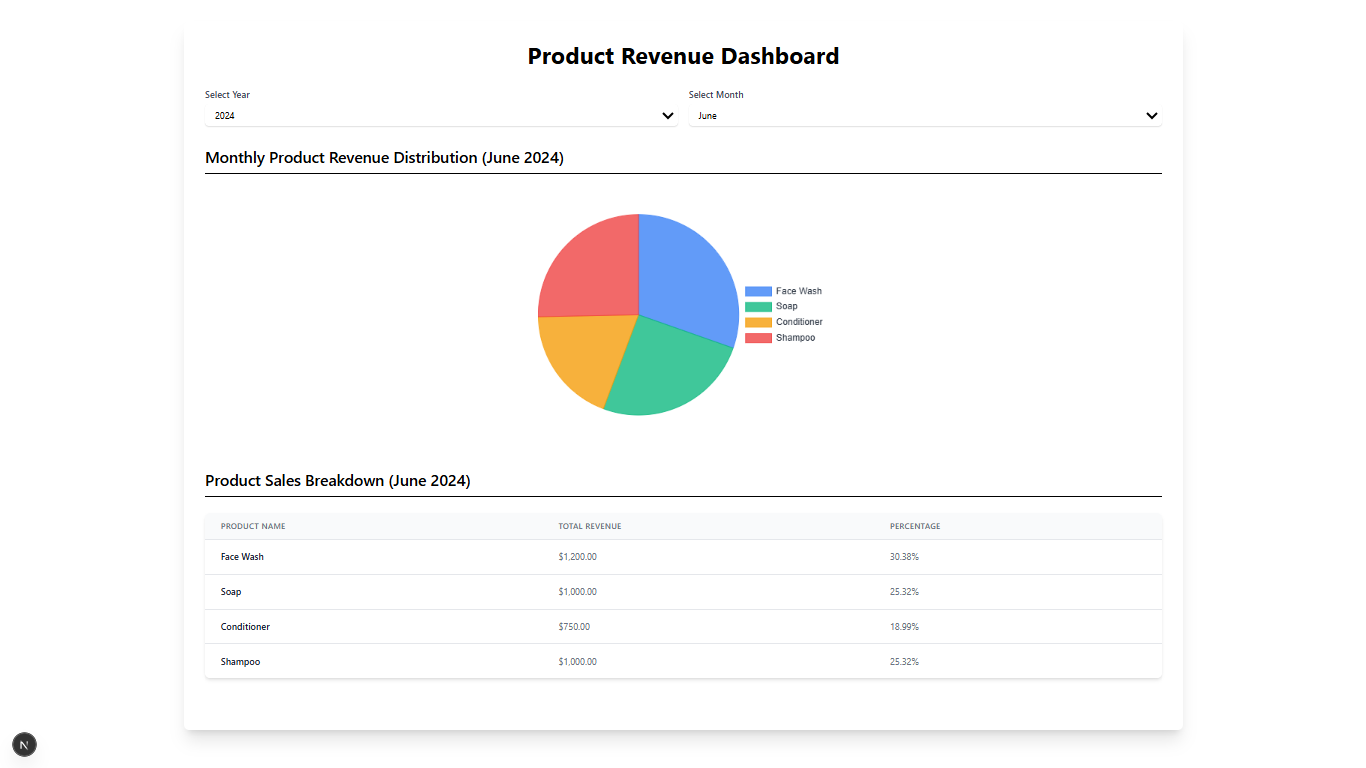 Product Revenue Dashboard
Select Year
Select Month
2024
June
Monthly Product Revenue Distribution (June 2024)
Face Wash
Soap
Conditioner
Shampoo
Product Sales Breakdown (June 2024)
PRODUCT NAME TOTAL REVENUE PERCENTAGE
Face Wash $1,200.00 30.38%
Soap $1,000.00 25.32%
Conditioner $750.00 18.99%
Shampoo $1,000.00 25.32%
N